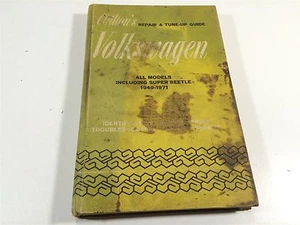 Chilton's REPAIR & TUNE-UP GUIDE
Volkswagen
ALL MODELS
INCLUDING SUPER BEETLE
1949-1971